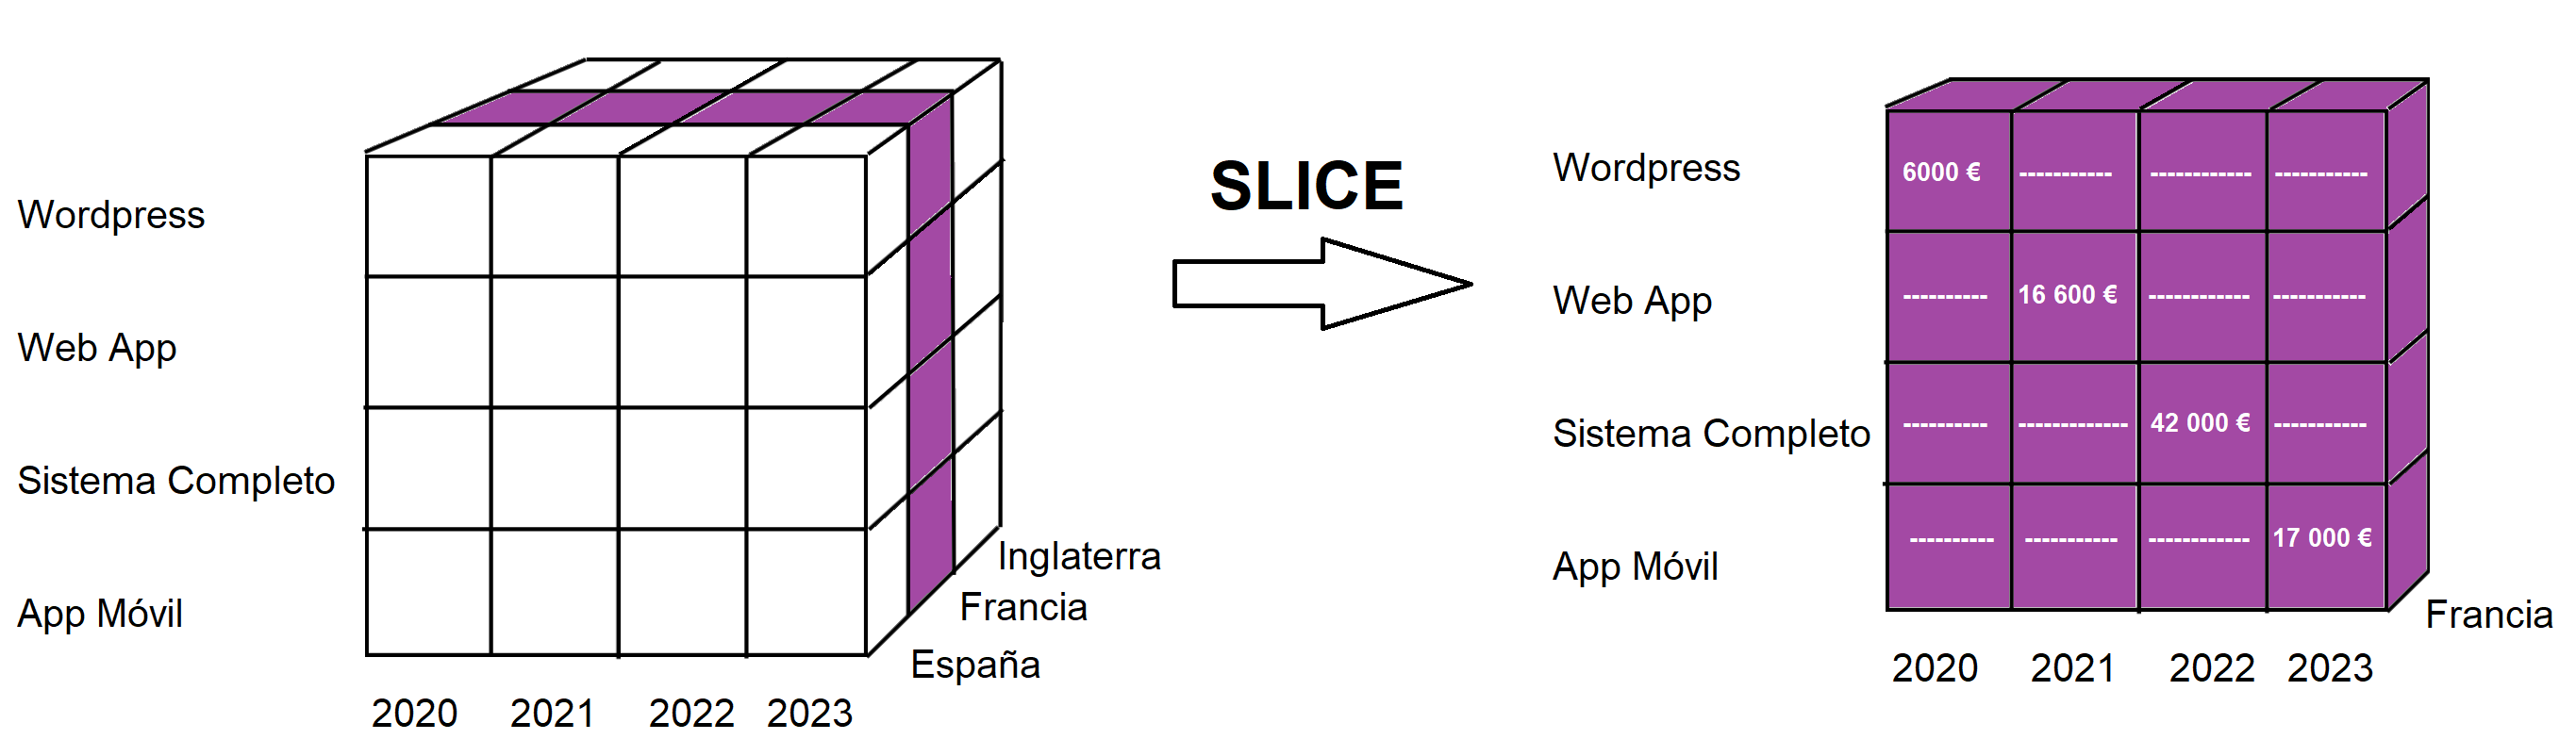 Wordpress
Web App
Sistema Completo
App Móvil
2020 2021 2022 2023
España
Francia
Inglaterra
SLICE
Wordpress
Web App
Sistema Completo
App Móvil
6000 € ----------- ------------ -----------
---------- 16 600 € ------------ -----------
---------- ------------- 42 000 € -----------
---------- ----------- ------------ 17 000 €
2020 2021 2022 2023
Francia